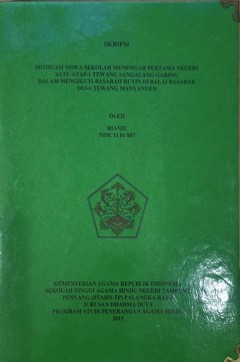 SKRIPSI
MOTIVASI SISWA SEKOLAH MENENGAH PERTAMA NEGERI
SATU ATAP-1 TEWANG SANGALANG GARING
DALAM MENGIKUTI BASARAH RUTIN DI BALAI BASARAH
DESA TEWANG MANYANGEN
OLEH
NIM.
KEMENTERIAN AGAMA REPUBLIK INDONESIA
SEKOLAH TINGGI AGAMA HINDU NEGERI TAMPUNG
PENYANG (STAHN-TP) PALANGKA RAYA
JURUSAN DHARMA DUTA
PROGRAM STUDI PENERANGAN AGAMA HINDU
2015